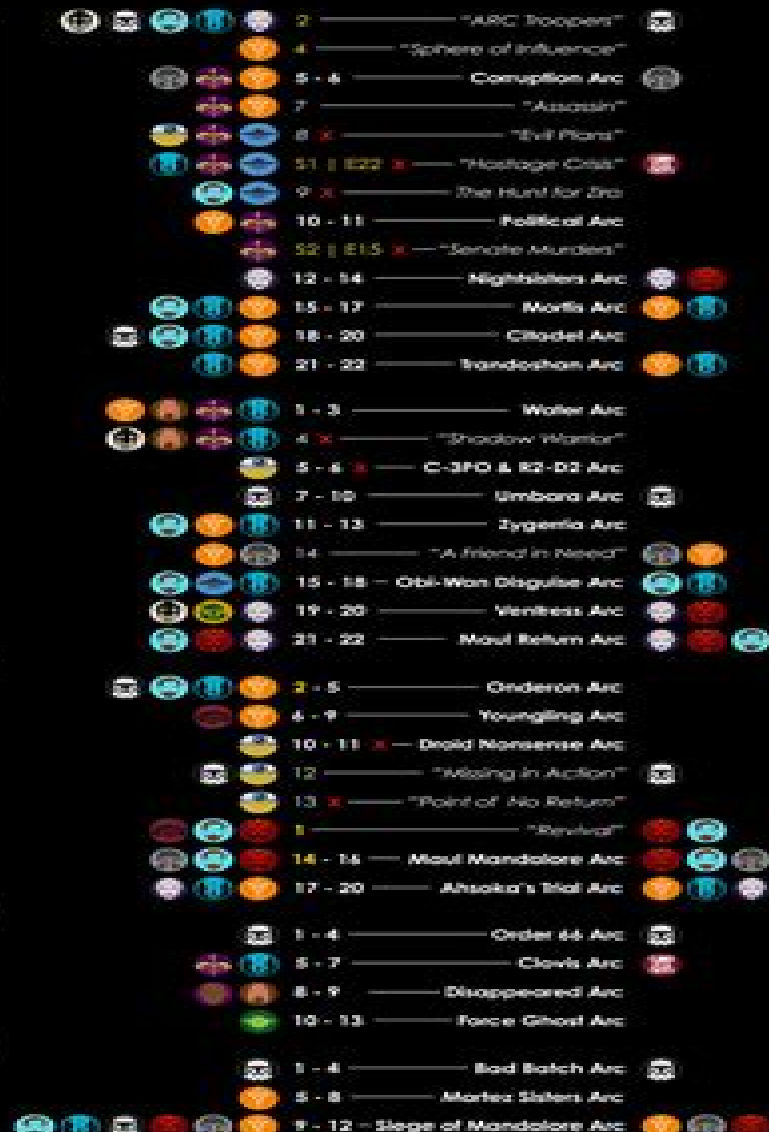 2 "ARC Troopers"
4 "Sphere of Influence"
5 - 6 Corruption Arc
7 "Assassin"
8 x "Evil Plans"
S1 | E22 x "Hostage Crisis"
9 x The Hunt for Ziro
10 - 11 Political Arc
S2 | E15 x "Senate Murders"
12 - 14 Nightsisters Arc
15 - 17 Mortis Arc
18 - 20 Citadel Arc
21 - 22 Trandoshan Arc
1 - 3 Water Arc
4 x "Shadow Warrior"
5 - 6 x C-3PO & R2-D2 Arc
7 - 10 Umbara Arc
11 - 13 Zygerria Arc
14 "A Friend in Need"
15 - 18 Obi-Wan Disguise Arc
19 - 20 Ventress Arc
21 - 22 Maul Return Arc
2 - 5 Onderon Arc
6 - 9 Youngling Arc
10 - 11 x Droid Nonsense Arc
12 "Missing in Action"
13 x "Point of No Return"
1 "Revival"
14 - 16 Maul Mandalore Arc
17 - 20 Ahsoka's Trial Arc
1 - 4 Order 66 Arc
5 - 7 Clovis Arc
8 - 9 Disappeared Arc
10 - 13 Force Ghost Arc
1 - 4 Bad Batch Arc
5 - 8 Martez Sisters Arc
9 - 12 Siege of Mandalore Arc